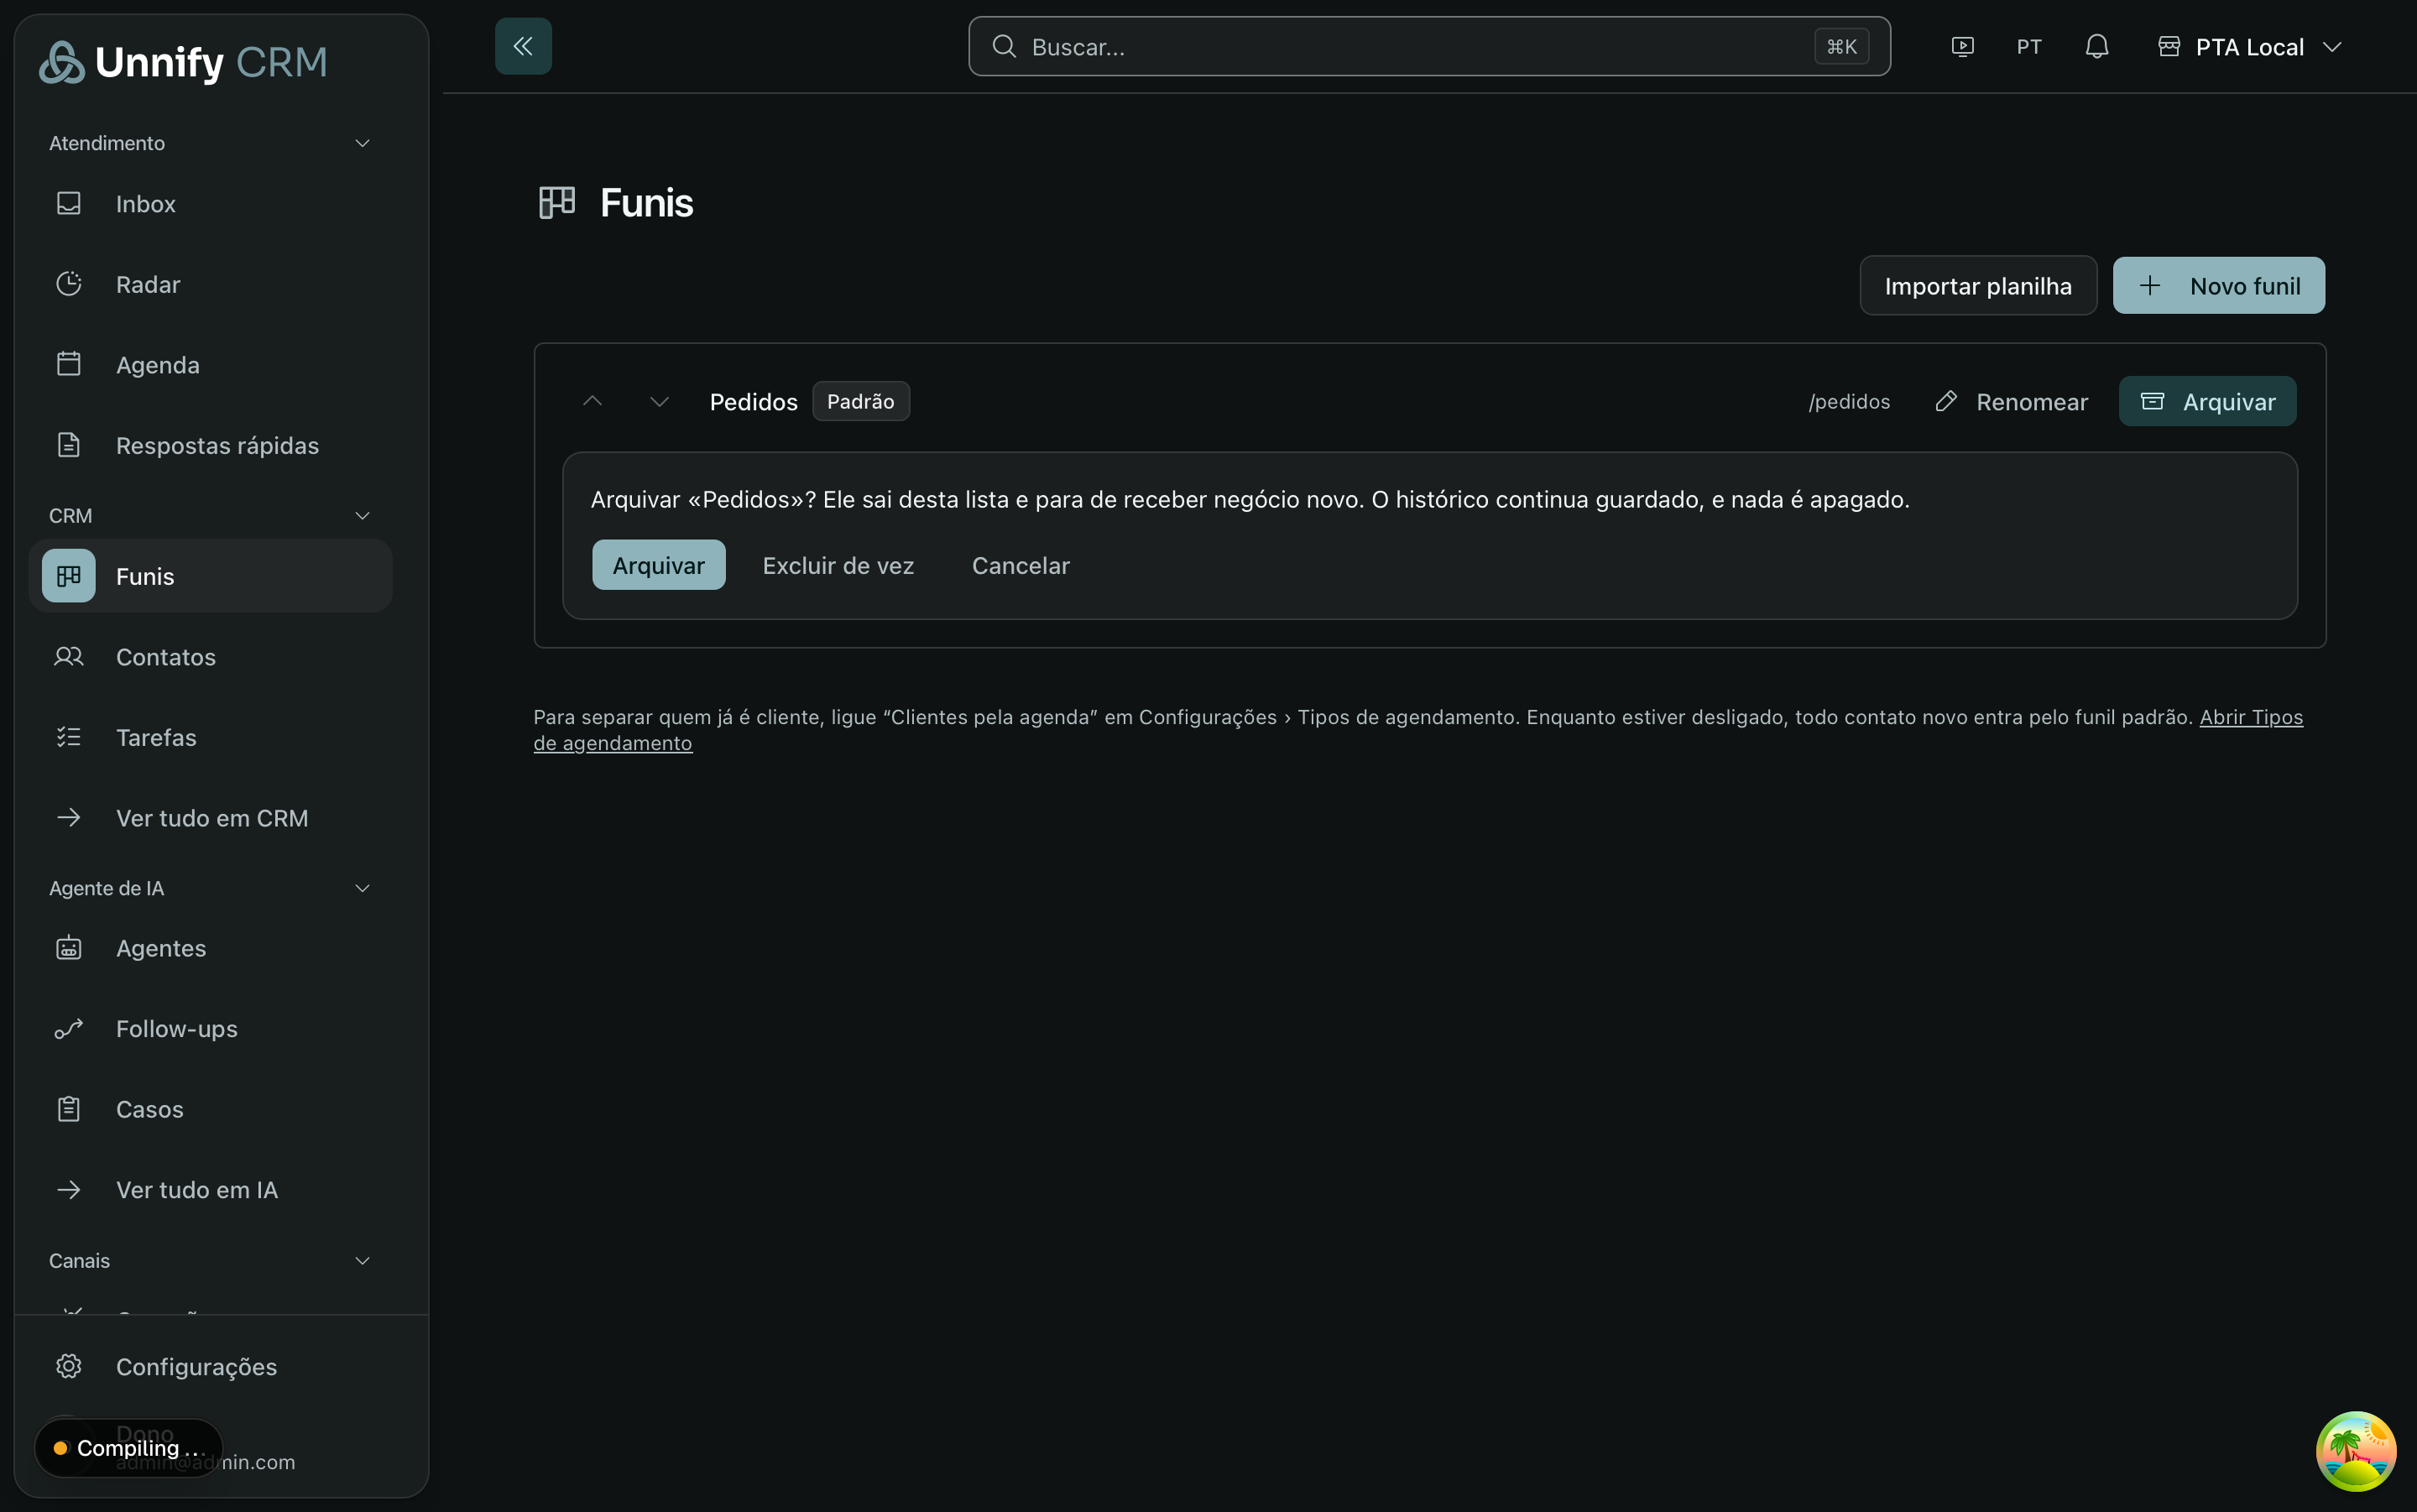 Unnify CRM
Buscar...
⌘K
PT
PTA Local
Atendimento
Inbox
Radar
Agenda
Respostas rápidas
CRM
Funis
Contatos
Tarefas
Ver tudo em CRM
Agente de IA
Agentes
Follow-ups
Casos
Ver tudo em IA
Canais
Configurações
Dono
Compiling ...
admin@admin.com
Funis
Importar planilha
Novo funil
Pedidos
Padrão
/pedidos
Renomear
Arquivar
Arquivar «Pedidos»? Ele sai desta lista e para de receber negócio novo. O histórico continua guardado, e nada é apagado.
Arquivar
Excluir de vez
Cancelar
Para separar quem já é cliente, ligue “Clientes pela agenda” em Configurações › Tipos de agendamento. Enquanto estiver desligado, todo contato novo entra pelo funil padrão. Abrir Tipos
de agendamento